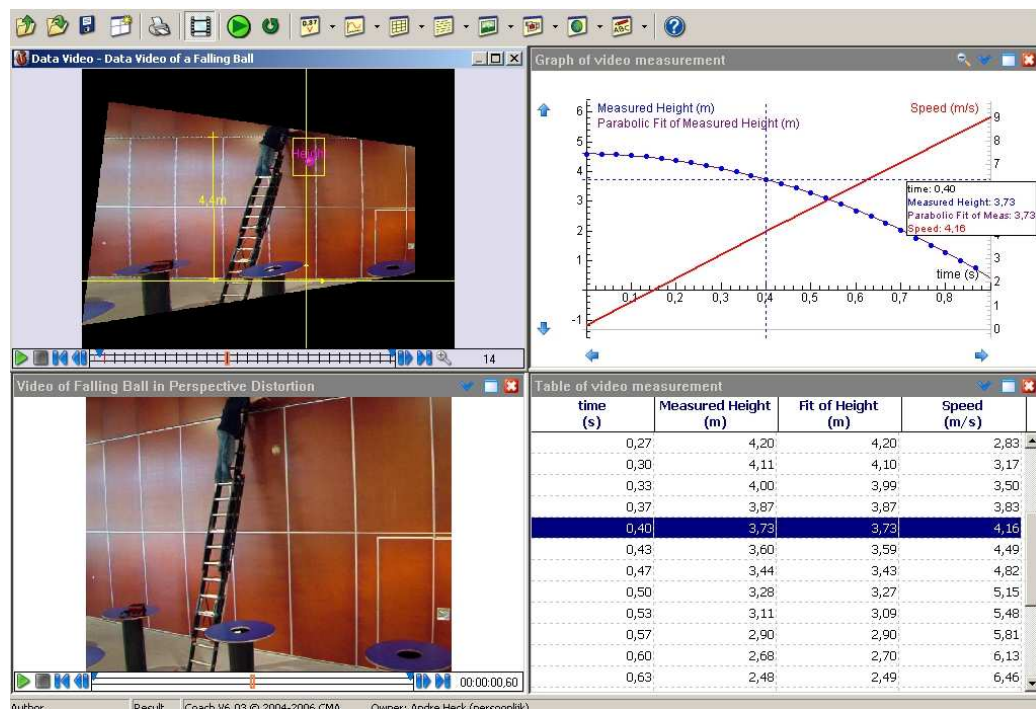 0.37
ABC
Data Video - Data Video of a Falling Ball
Height
4,4m
14
Graph of video measurement
Measured Height (m)
Parabolic Fit of Measured Height (m)
Speed (m/s)
6
5
4
3
2
1
-1
0,1 0,2 0,3 0,4 0,5 0,6 0,7 0,8
time (s)
9
8
7
3
2
1
0
time: 0,40
Measured Height: 3,73
Parabolic Fit of Meas: 3,73
Speed: 4,16
Video of Falling Ball in Perspective Distortion
00:00:00,60
Table of video measurement
time Measured Height Fit of Height Speed
(s) (m) (m) (m/s)
0,27 4,20 4,20 2,83
0,30 4,11 4,10 3,17
0,33 4,00 3,99 3,50
0,37 3,87 3,87 3,83
0,40 3,73 3,73 4,16
0,43 3,60 3,59 4,49
0,47 3,44 3,43 4,82
0,50 3,28 3,27 5,15
0,53 3,11 3,09 5,48
0,57 2,90 2,90 5,81
0,60 2,68 2,70 6,13
0,63 2,48 2,49 6,46
Author Result Coach V6.03 © 2004-2006 CMA Owner: Andre Heck (persoonlijk)